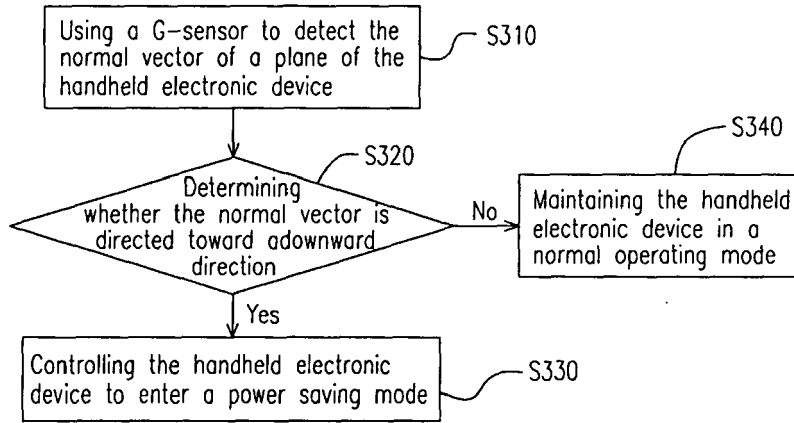 Using a G-sensor to detect the
normal vector of a plane of the
handheld electronic device
S310
S320
Determining
whether the normal vector is
directed toward adownward
direction
No
S340
Maintaining the handheld
electronic device in a
normal operating mode
Yes
Controlling the handheld electronic
device to enter a power saving mode
S330